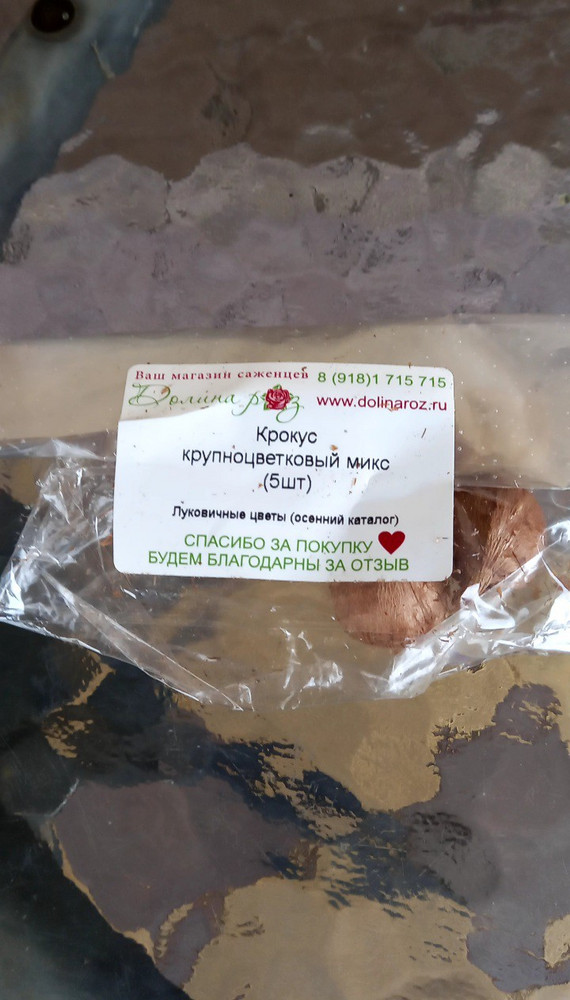 Ваш магазин саженцев 8 (918)1 715 715
Долина роз www.dolinaroz.ru
Крокус
крупноцветковый микс
(5шт)
Луковичные цветы (осенний каталог)
СПАСИБО ЗА ПОКУПКУ
БУДЕМ БЛАГОДАРНЫ ЗА ОТЗЫВ